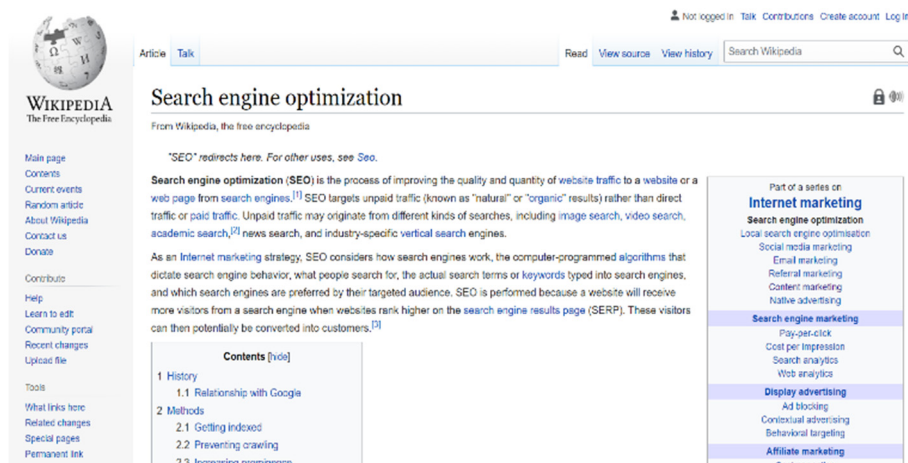 Not logged in Talk Contributions Create account Log in
Article Talk
Read View source View history Search Wikipedia
WIKIPEDIA
The Free Encyclopedia
Main page
Contents
Current events
Random article
About Wikipedia
Contact us
Donate
Contribute
Help
Learn to edit
Community portal
Recent changes
Upload file
Tools
What links here
Related changes
Special pages
Permanent link
Search engine optimization
From Wikipedia, the free encyclopedia
"SEO" redirects here. For other uses, see Seo.
Search engine optimization (SEO) is the process of improving the quality and quantity of website traffic to a website or a
web page from search engines.[1] SEO targets unpaid traffic (known as "natural" or "organic" results) rather than direct
traffic or paid traffic. Unpaid traffic may originate from different kinds of searches, including image search, video search,
academic search,[2] news search, and industry-specific vertical search engines.
As an Internet marketing strategy, SEO considers how search engines work, the computer-programmed algorithms that
dictate search engine behavior, what people search for, the actual search terms or keywords typed into search engines,
and which search engines are preferred by their targeted audience. SEO is performed because a website will receive
more visitors from a search engine when websites rank higher on the search engine results page (SERP). These visitors
can then potentially be converted into customers.[3]
Contents [hide]
1 History
1.1 Relationship with Google
2 Methods
2.1 Getting indexed
2.2 Preventing crawling
2.3 Increasing prominence
Part of a series on
Internet marketing
Search engine optimization
Local search engine optimisation
Social media marketing
Email marketing
Referral marketing
Content marketing
Native advertising
Search engine marketing
Pay-per-click
Cost per impression
Search analytics
Web analytics
Display advertising
Ad blocking
Contextual advertising
Behavioral targeting
Affiliate marketing